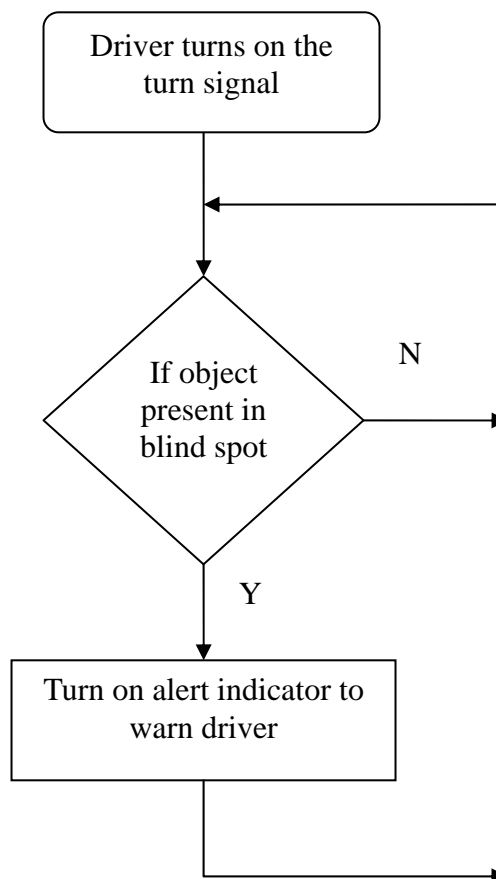 Driver turns on the
turn signal
If object
present in
blind spot
N
Y
Turn on alert indicator to
warn driver